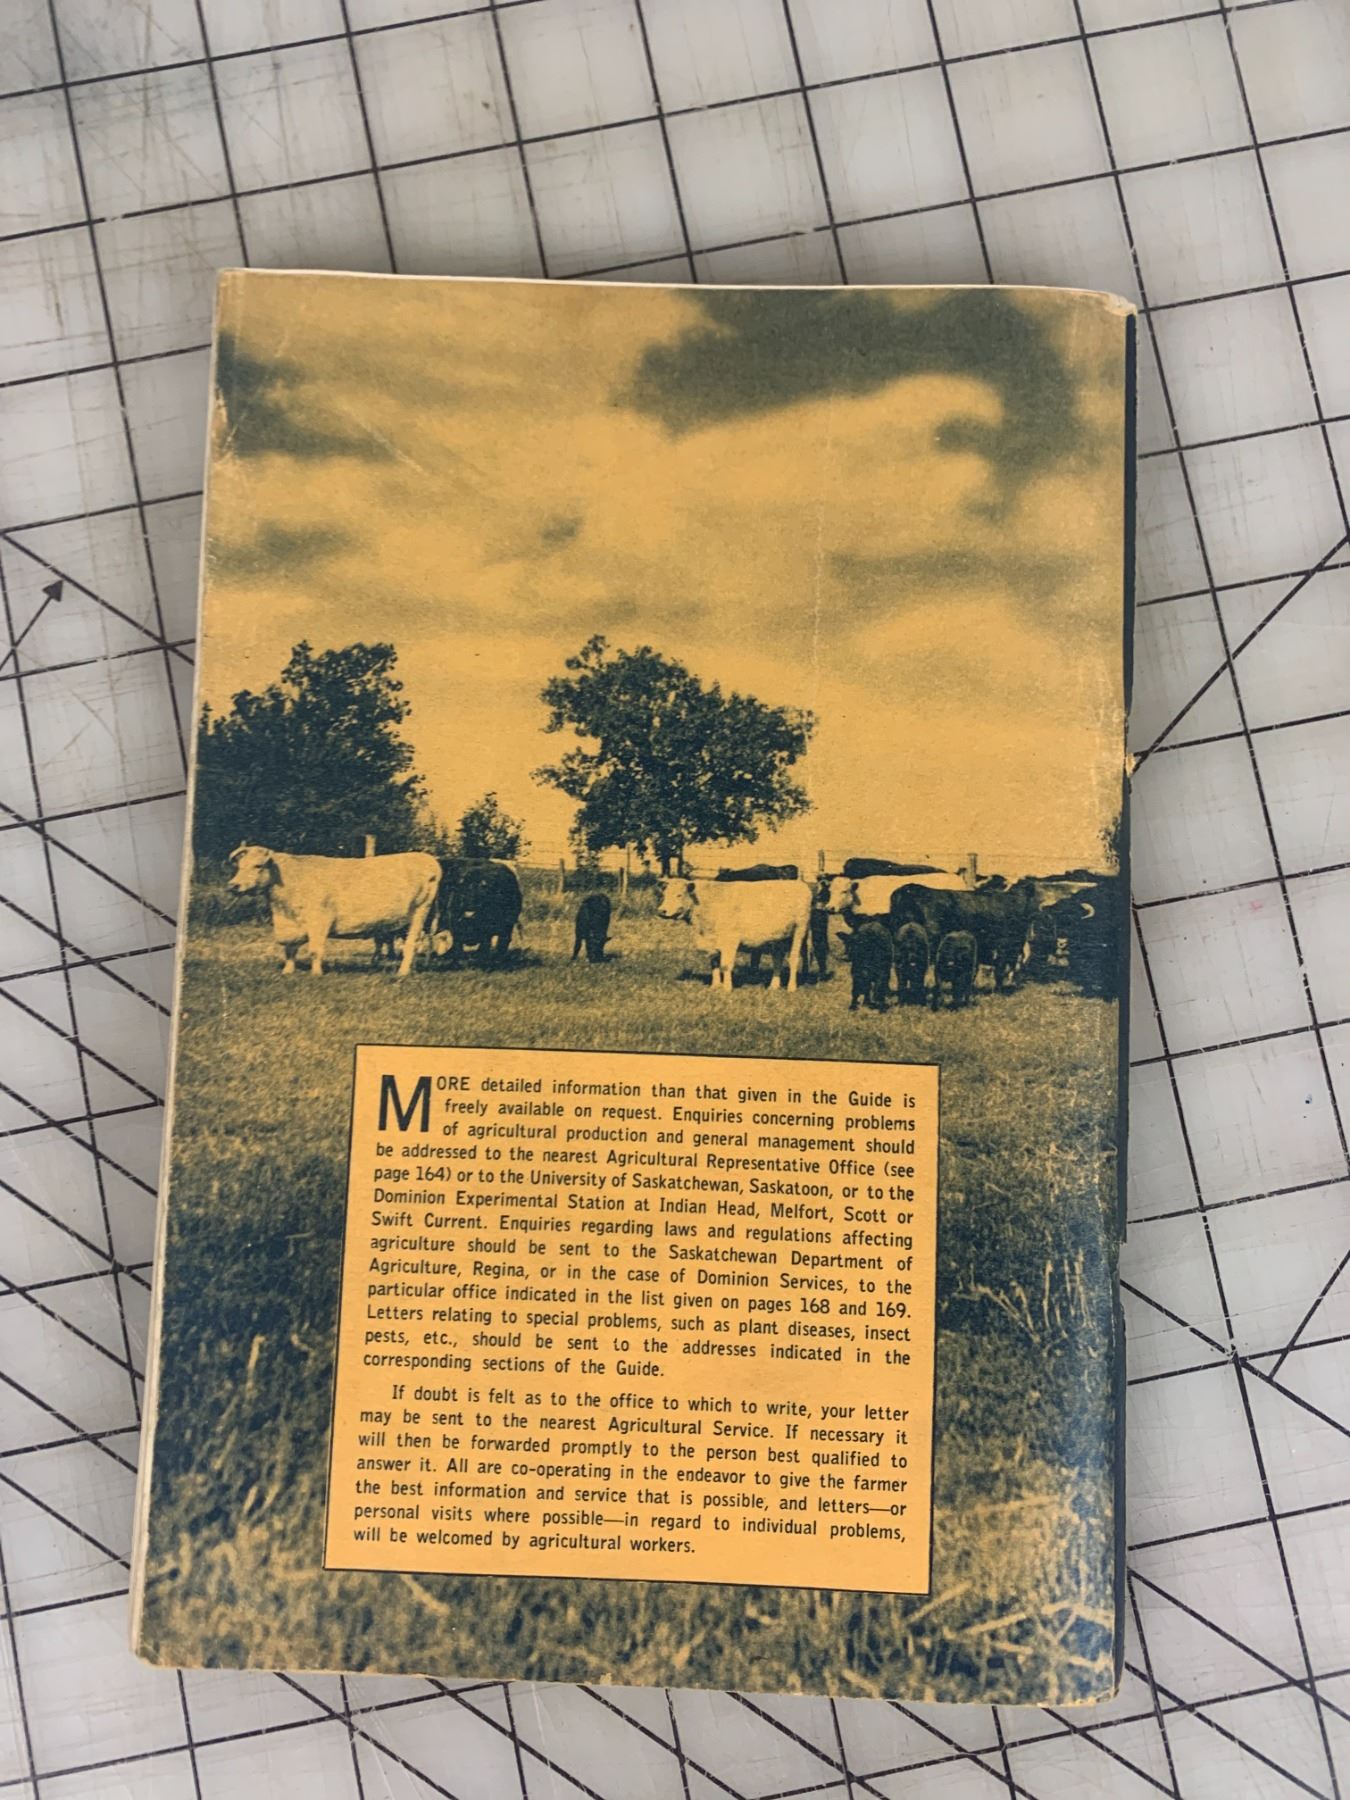 MORE detailed information than that given in the Guide is
freely available on request. Enquiries concerning problems
of agricultural production and general management should
be addressed to the nearest Agricultural Representative Office (see
page 164) or to the University of Saskatchewan, Saskatoon, or to the
Dominion Experimental Station at Indian Head, Melfort, Scott or
Swift Current. Enquiries regarding laws and regulations affecting
agriculture should be sent to the Saskatchewan Department of
Agriculture, Regina, or in the case of Dominion Services, to the
particular office indicated in the list given on pages 168 and 169.
Letters relating to special problems, such as plant diseases, insect
pests, etc., should be sent to the addresses indicated in the
corresponding sections of the Guide.
If doubt is felt as to the office to which to write, your letter
may be sent to the nearest Agricultural Service. If necessary it
will then be forwarded promptly to the person best qualified to
answer it. All are co-operating in the endeavor to give the farmer
the best information and service that is possible, and letters—or
personal visits where possible—in regard to individual problems,
will be welcomed by agricultural workers.